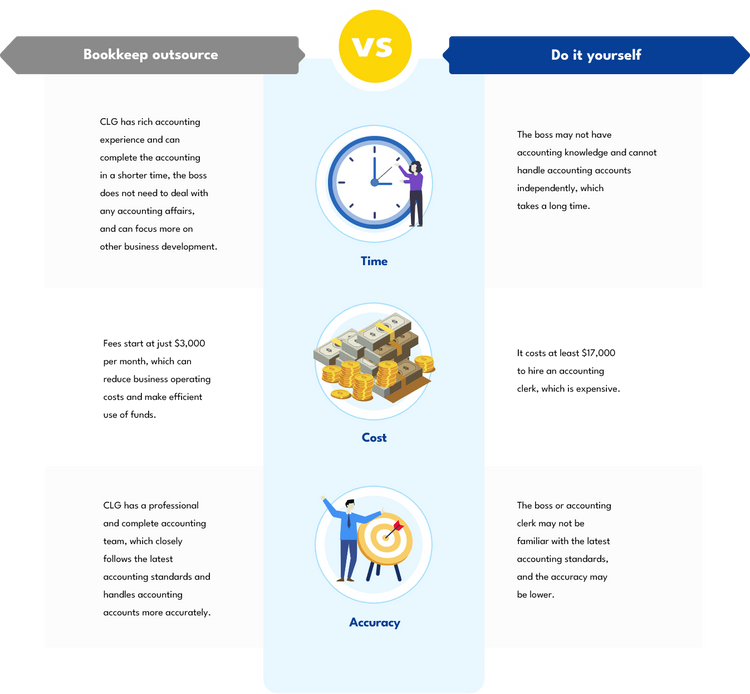 Bookkeep outsource
VS
Do it yourself
CLG has rich accounting
experience and can
complete the accounting
in a shorter time, the boss
does not need to deal with
any accounting affairs,
and can focus more on
other business development.
Time
The boss may not have
accounting knowledge and cannot
handle accounting accounts
independently, which
takes a long time.
Fees start at just $3,000
per month, which can
reduce business operating
costs and make efficient
use of funds.
Cost
It costs at least $17,000
to hire an accounting
clerk, which is expensive.
CLG has a professional
and complete accounting
team, which closely
follows the latest
accounting standards and
handles accounting
accounts more accurately.
Accuracy
The boss or accounting
clerk may not be
familiar with the latest
accounting standards,
and the accuracy may
be lower.